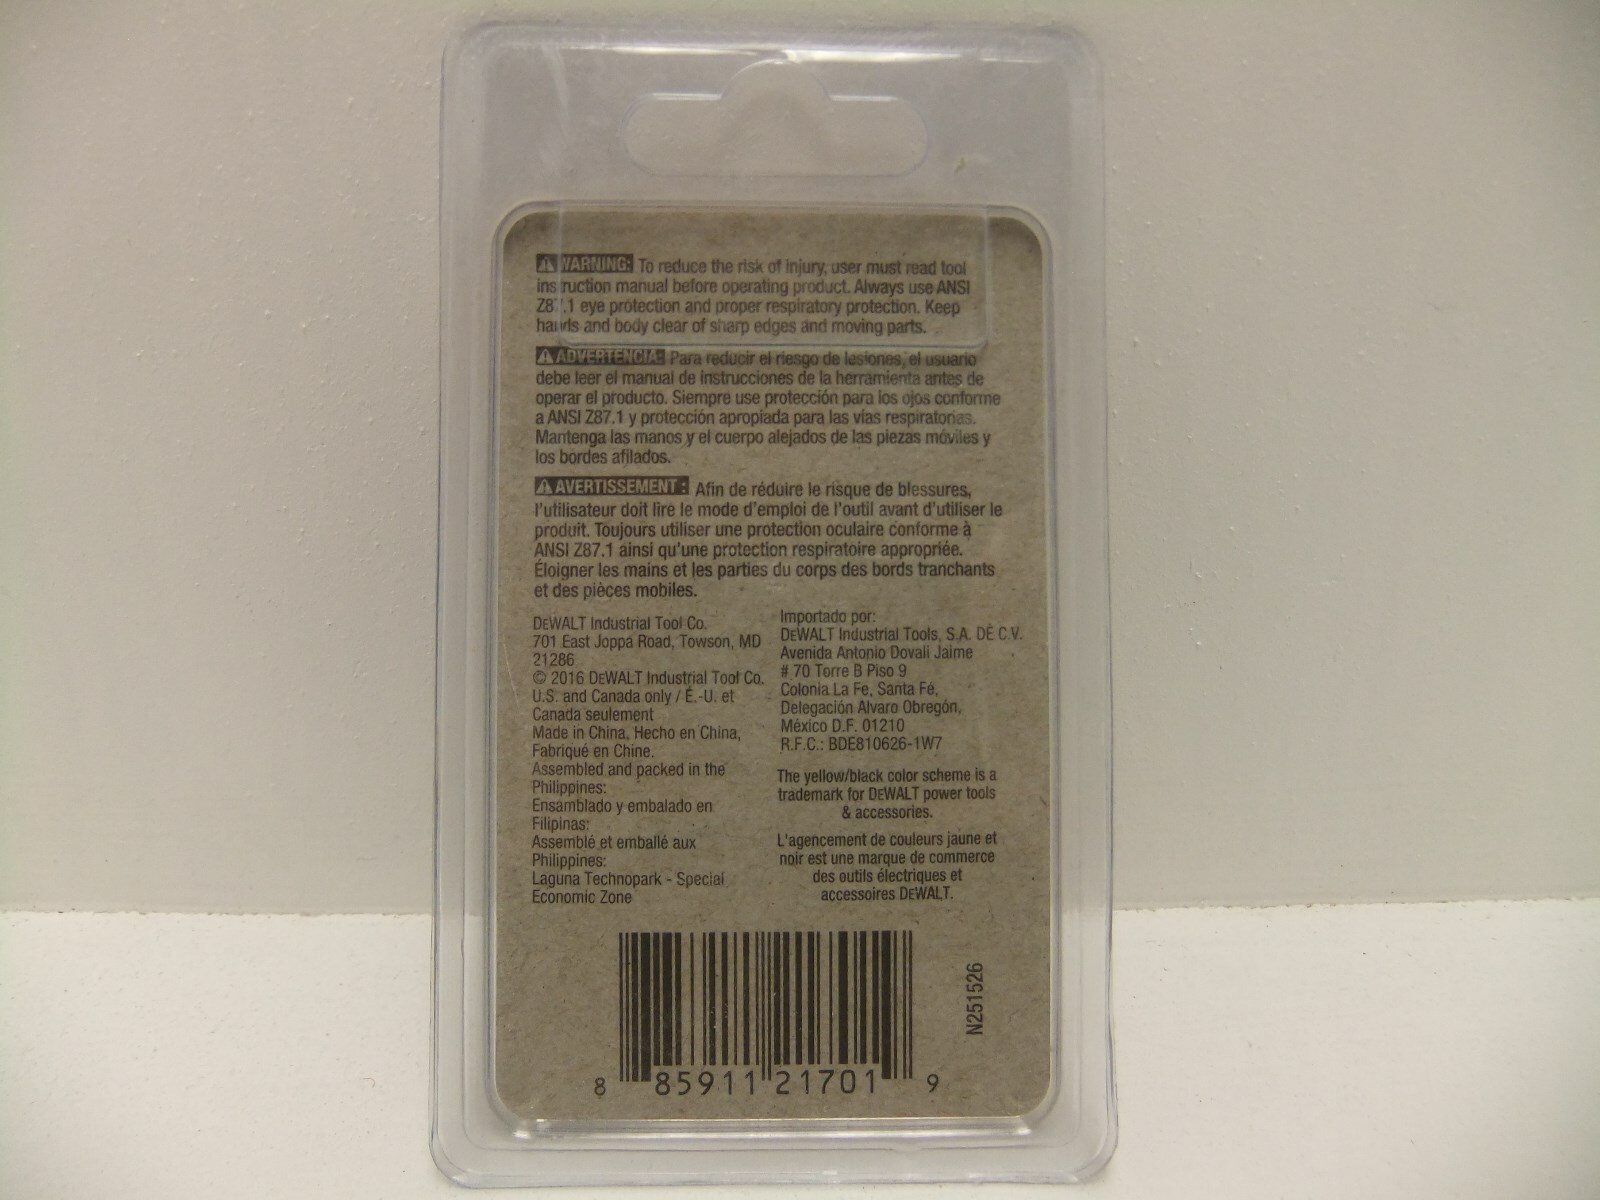 WARNING: To reduce the risk of injury, user must read tool
instruction manual before operating product. Always use ANSI
Z87.1 eye protection and proper respiratory protection. Keep
hands and body clear of sharp edges and moving parts.
ADVERTENCIA: Para reducir el riesgo de lesiones, el usuario
debe leer el manual de instrucciones de la herramienta antes de
operar el producto. Siempre use protección para los ojos conforme
a ANSI Z87.1 y protección apropiada para las vías respiratorias.
Mantenga las manos y el cuerpo alejados de las piezas móviles y
los bordes afilados.
AVERTISSEMENT : Afin de réduire le risque de blessures,
l'utilisateur doit lire le mode d'emploi de l'outil avant d'utiliser le
produit. Toujours utiliser une protection oculaire conforme à
ANSI Z87.1 ainsi qu'une protection respiratoire appropriée.
Éloigner les mains et les parties du corps des bords tranchants
et des pièces mobiles.
DEWALT Industrial Tool Co.
701 East Joppa Road, Towson, MD
21286
© 2016 DEWALT Industrial Tool Co.
U.S. and Canada only / É.-U. et
Canada seulement
Made in China, Hecho en China,
Fabriqué en Chine.
Assembled and packed in the
Philippines:
Ensamblado y embalado en
Filipinas:
Assemblé et emballé aux
Philippines:
Laguna Technopark - Special
Economic Zone
Importado por:
DEWALT Industrial Tools, S.A. DE C.V.
Avenida Antonio Dovali Jaime
# 70 Torre B Piso 9
Colonia La Fe, Santa Fé,
Delegación Alvaro Obregón,
México D.F. 01210
R.F.C.: BDE810626-1W7
The yellow/black color scheme is a
trademark for DEWALT power tools
& accessories.
L'agencement de couleurs jaune et
noir est une marque de commerce
des outils électriques et
accessoires DEWALT.
8 85911 21701 9
N251526